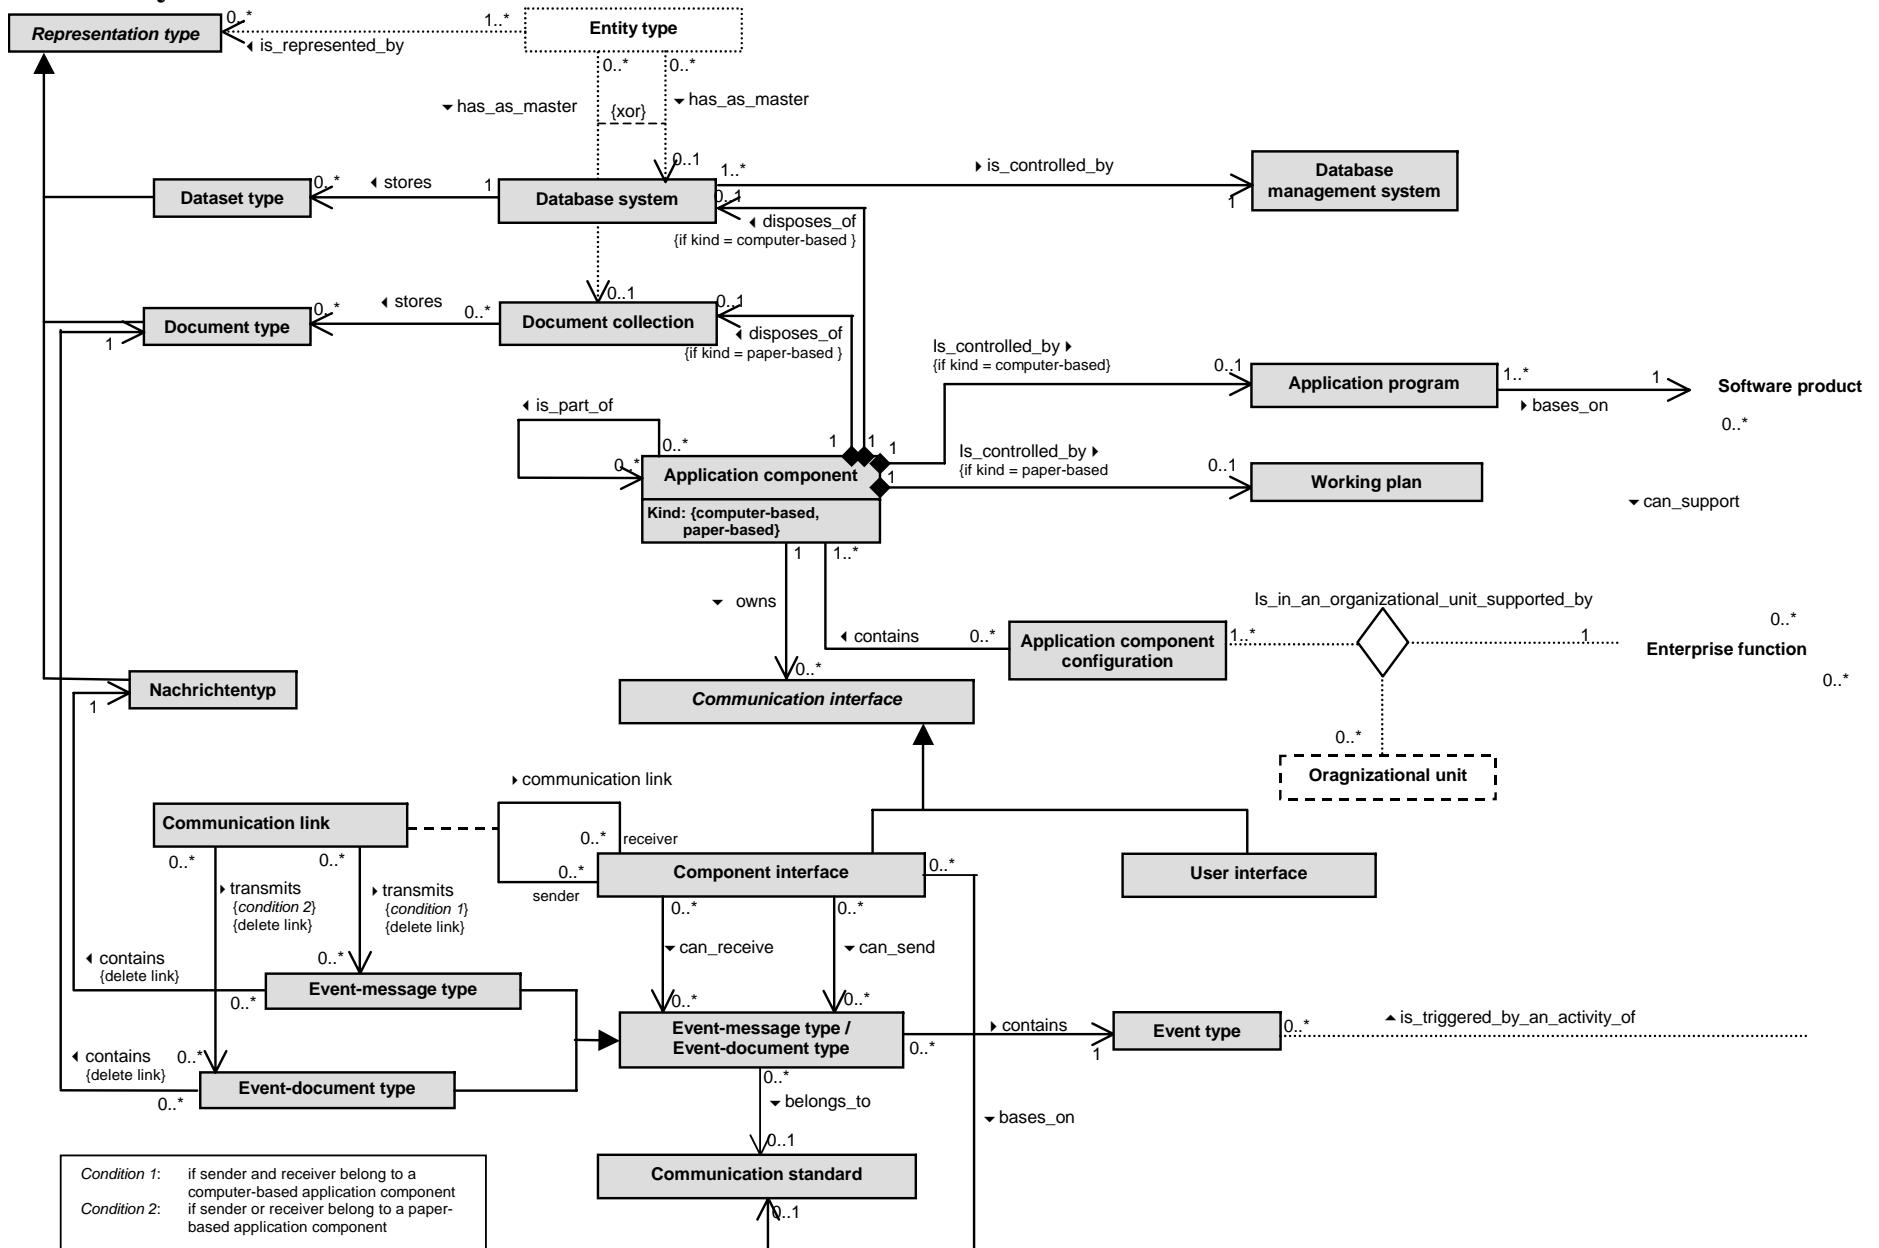 0..*
1..*
Representation type
Entity type
is_represented_by
0..*
0..*
has_as_master
has_as_master
{xor}
0..1
1..*
is_controlled_by
Database
management system
1
Dataset type
0..*
stores
1
Database system
0..1
disposes_of
{if kind = computer-based }
0..1
0..1
Document type
0..*
stores
0..*
Document collection
1
disposes_of
{if kind = paper-based }
Is_controlled_by
{if kind = computer-based}
0..1
Application program
1..*
1
Software product
bases_on
0..*
is_part_of
0..*
1
1
1
0..*
Application component
1
Is_controlled_by
{if kind = paper-based
0..1
Working plan
Kind: {computer-based,
paper-based}
can_support
1
1..*
owns
contains
0..*
Application component
configuration
1..*
Is_in_an_organizational_unit_supported_by
1
0..*
Enterprise function
0..*
0..*
Nachrichtentyp
1
Communication interface
0..*
Oragnizational unit
communication link
Communication link
0..*
receiver
0..*
sender
Component interface
0..*
User interface
0..*
0..*
transmits
{condition 2}
{delete link}
transmits
{condition 1}
{delete link}
0..*
0..*
can_receive
can_send
contains
{delete link}
0..*
0..*
Event-message type
0..*
0..*
Event-message type /
Event-document type
0..*
contains
1
Event type
0..*
is_triggered_by_an_activity_of
contains
{delete link}
0..*
0..*
Event-document type
0..*
belongs_to
0..1
bases_on
Communication standard
0..1
Condition 1: if sender and receiver belong to a
computer-based application component
Condition 2: if sender or receiver belong to a paper-
based application component